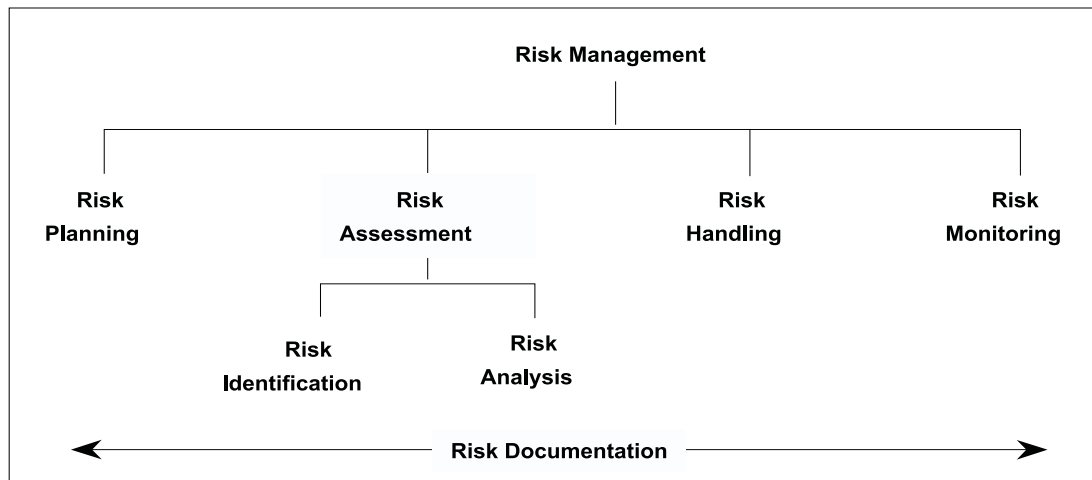 Risk Management
Risk
Planning
Risk
Assessment
Risk
Handling
Risk
Monitoring
Risk
Identification
Risk
Analysis
Risk Documentation